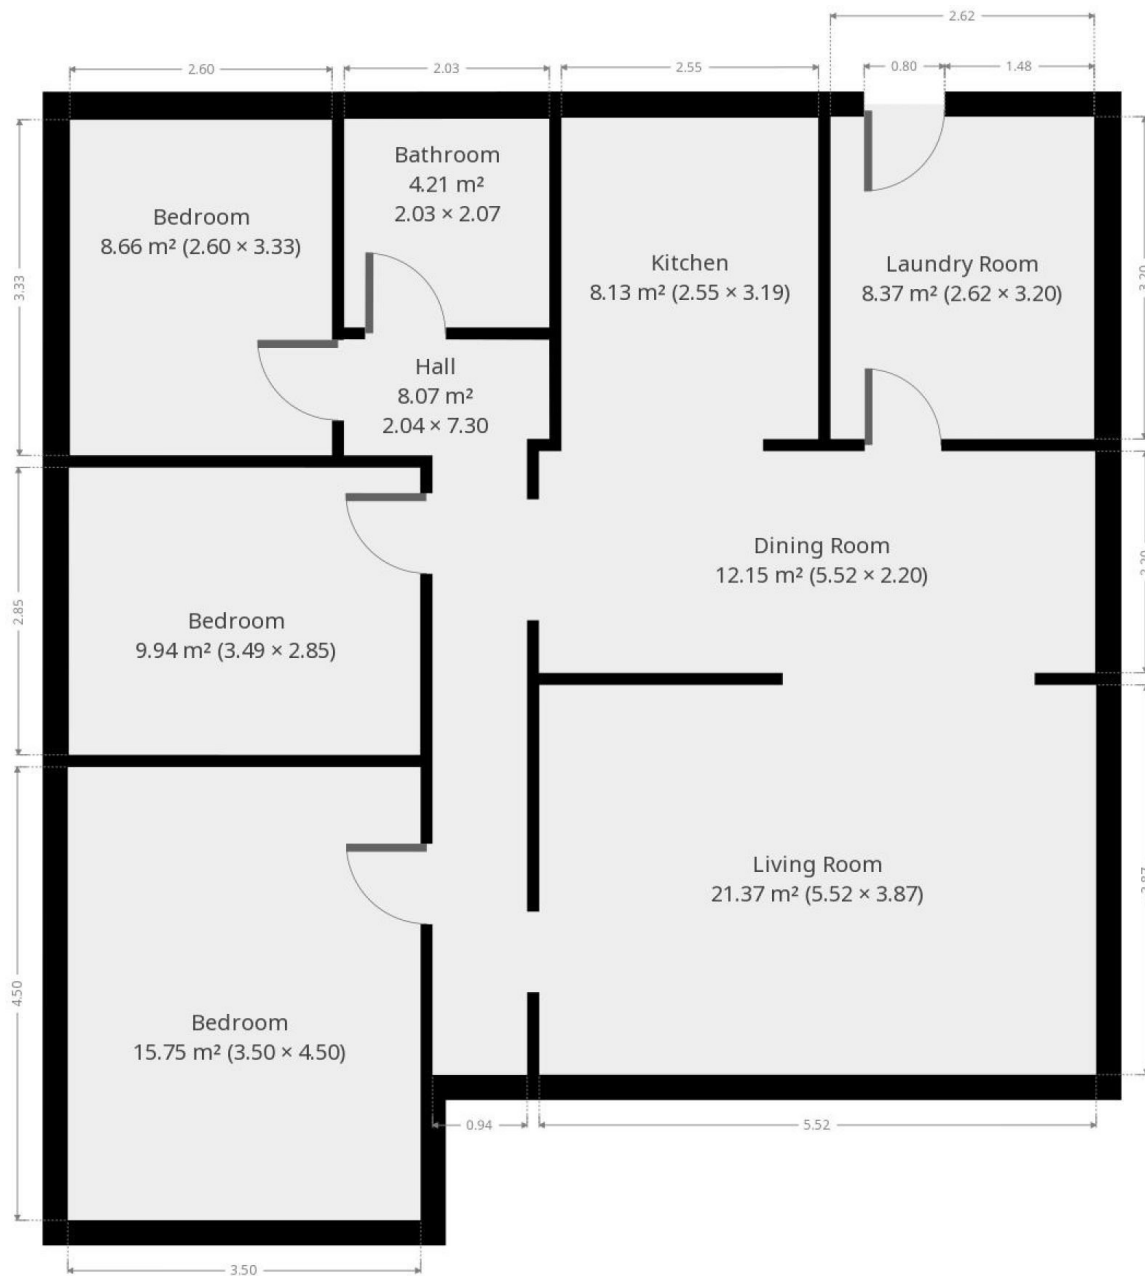 2.62
2.60
2.03
2.55
0.80
1.48
Bathroom
4.21 m²
2.03 × 2.07
Bedroom
8.66 m² (2.60 × 3.33)
Kitchen
8.13 m² (2.55 × 3.19)
Laundry Room
8.37 m² (2.62 × 3.20)
3.33
Hall
8.07 m²
2.04 × 7.30
Dining Room
12.15 m² (5.52 × 2.20)
2.85
Bedroom
9.94 m² (3.49 × 2.85)
Living Room
21.37 m² (5.52 × 3.87)
4.50
Bedroom
15.75 m² (3.50 × 4.50)
0.94
5.52
3.50